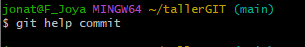 jonat@F_Joya MINGW64 ~/tallerGIT (main)
$ git help commit